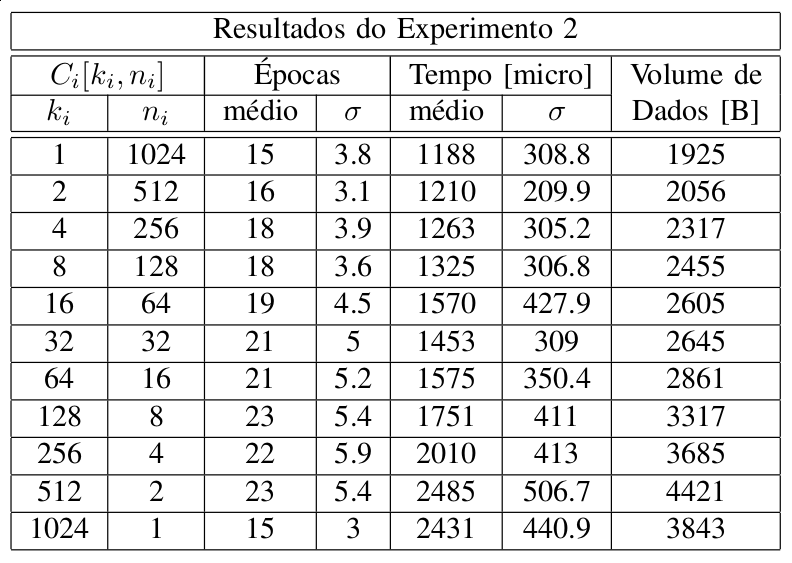 Resultados do Experimento 2
C_i[k_i, n_i] Épocas Tempo [micro] Volume de
k_i n_i médio σ médio σ Dados [B]
1 1024 15 3.8 1188 308.8 1925
2 512 16 3.1 1210 209.9 2056
4 256 18 3.9 1263 305.2 2317
8 128 18 3.6 1325 306.8 2455
16 64 19 4.5 1570 427.9 2605
32 32 21 5 1453 309 2645
64 16 21 5.2 1575 350.4 2861
128 8 23 5.4 1751 411 3317
256 4 22 5.9 2010 413 3685
512 2 23 5.4 2485 506.7 4421
1024 1 15 3 2431 440.9 3843